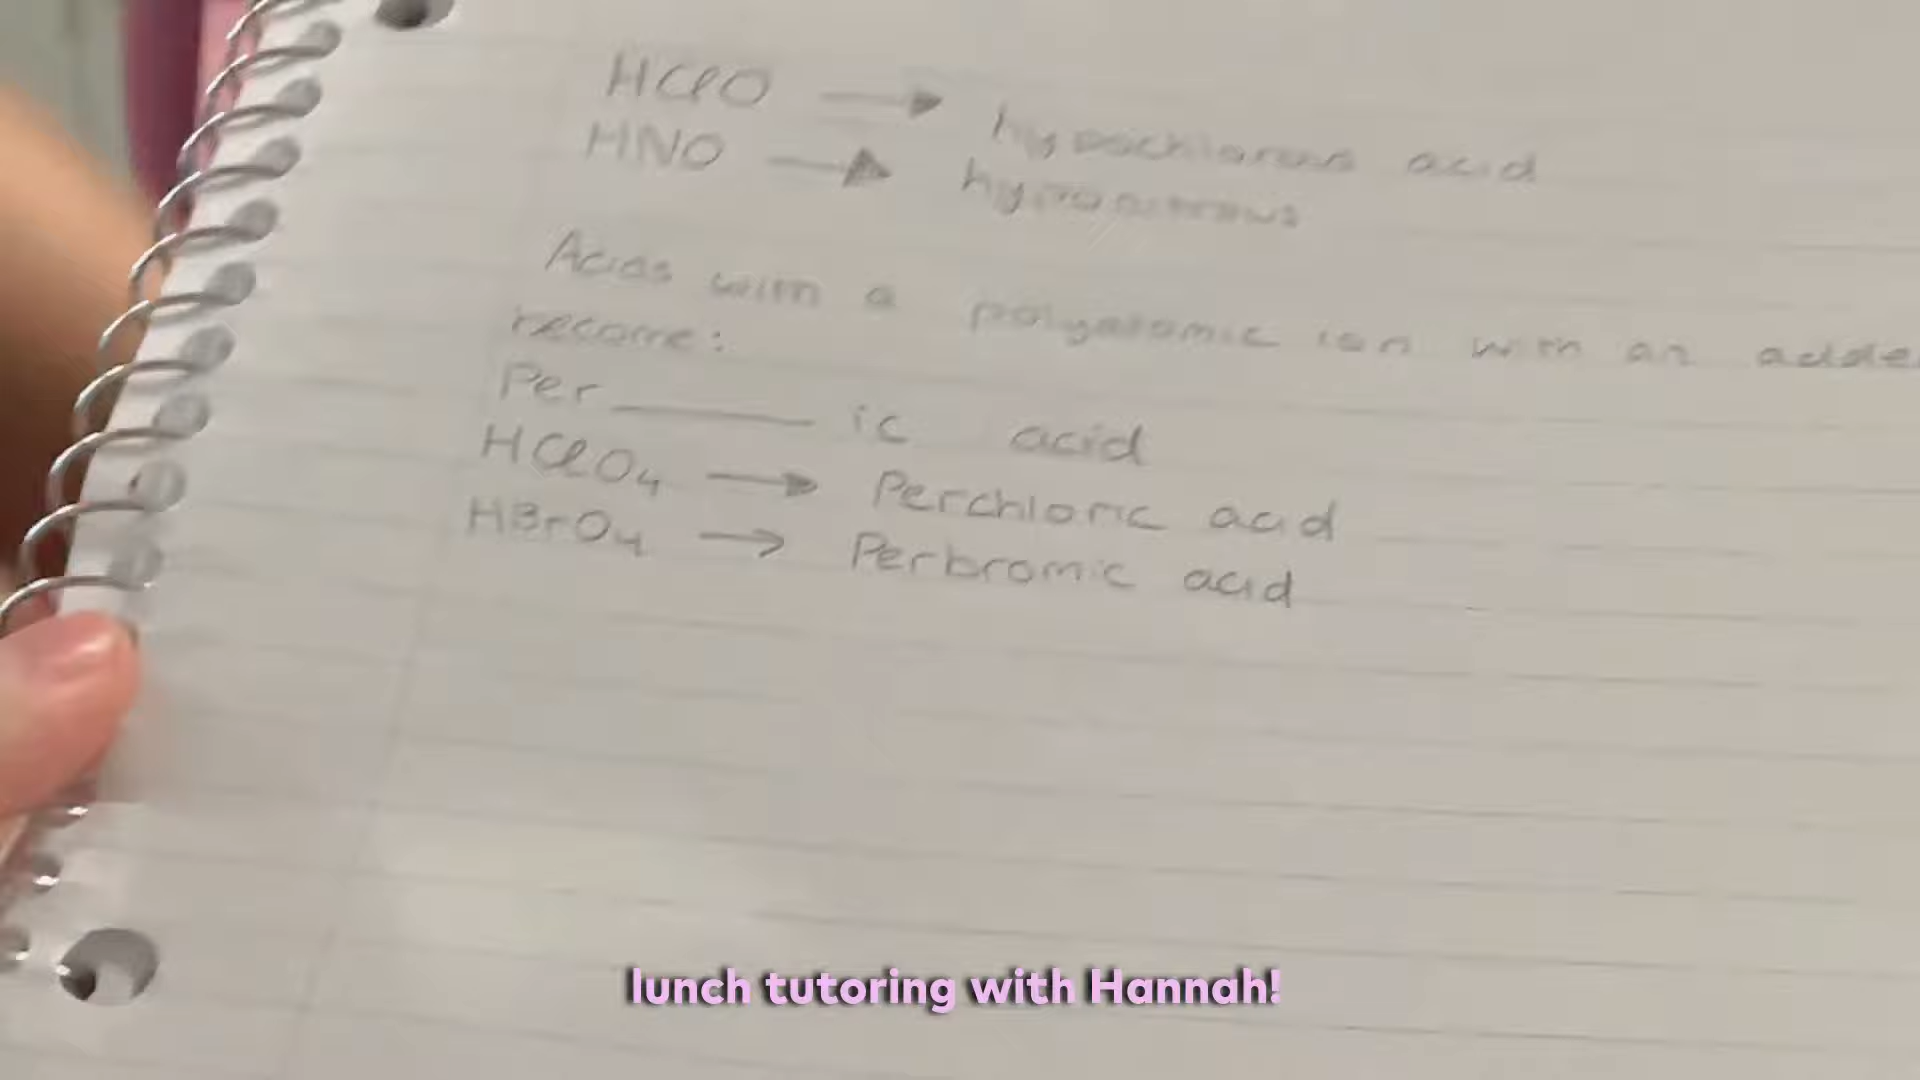 HClO → hypochlorous acid
HNO → hyponitrous
Acids with a polyatomic ion with an adde
become:
Per ______ ic acid
HClO4 → Perchloric acid
HBrO4 → Perbromic acid
lunch tutoring with Hannah!